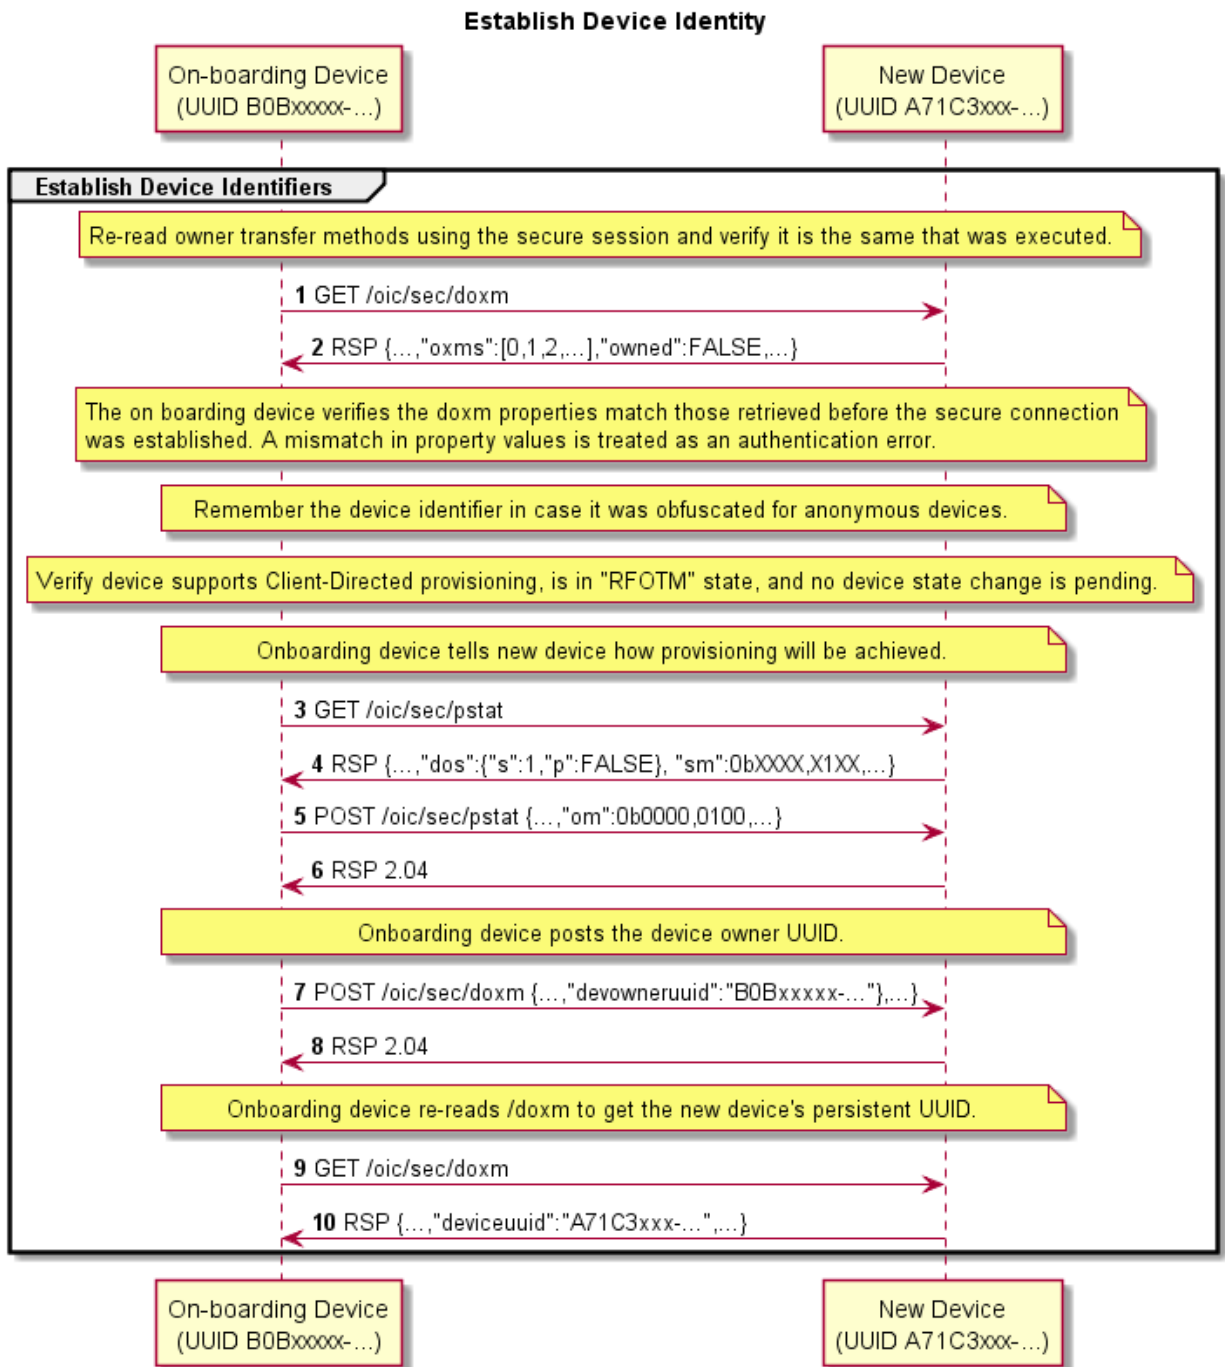 Establish Device Identity
On-boarding Device
(UUID B0Bxxxxx-...)
New Device
(UUID A71C3xxx-...)
Establish Device Identifiers
Re-read owner transfer methods using the secure session and verify it is the same that was executed.
1 GET /oic/sec/doxm
2 RSP {...,"oxms":[0,1,2,...],"owned":FALSE,...}
The on boarding device verifies the doxm properties match those retrieved before the secure connection
was established. A mismatch in property values is treated as an authentication error.
Remember the device identifier in case it was obfuscated for anonymous devices.
Verify device supports Client-Directed provisioning, is in "RFOTM" state, and no device state change is pending.
Onboarding device tells new device how provisioning will be achieved.
3 GET /oic/sec/pstat
4 RSP {...,"dos":{"s":1,"p":FALSE}, "sm":0bXXXX,X1XX,...}
5 POST /oic/sec/pstat {...,"om":0b0000,0100,...}
6 RSP 2.04
Onboarding device posts the device owner UUID.
7 POST /oic/sec/doxm {...,"devowneruuid":"B0Bxxxxx-..."},...}
8 RSP 2.04
Onboarding device re-reads /doxm to get the new device's persistent UUID.
9 GET /oic/sec/doxm
10 RSP {...,"deviceuuid":"A71C3xxx-...",...}
On-boarding Device
(UUID B0Bxxxxx-...)
New Device
(UUID A71C3xxx-...)